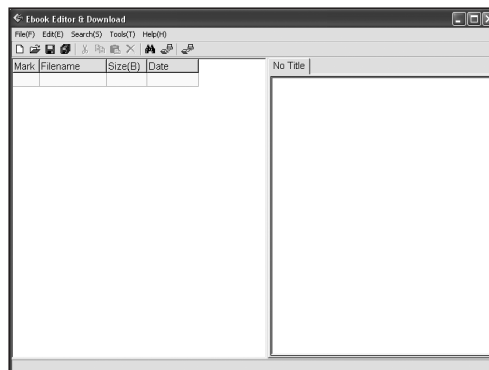 Ebook Editor & Download
File(F) Edit(E) Search(S) Tools(T) Help(H)
Mark Filename Size(B) Date
No Title